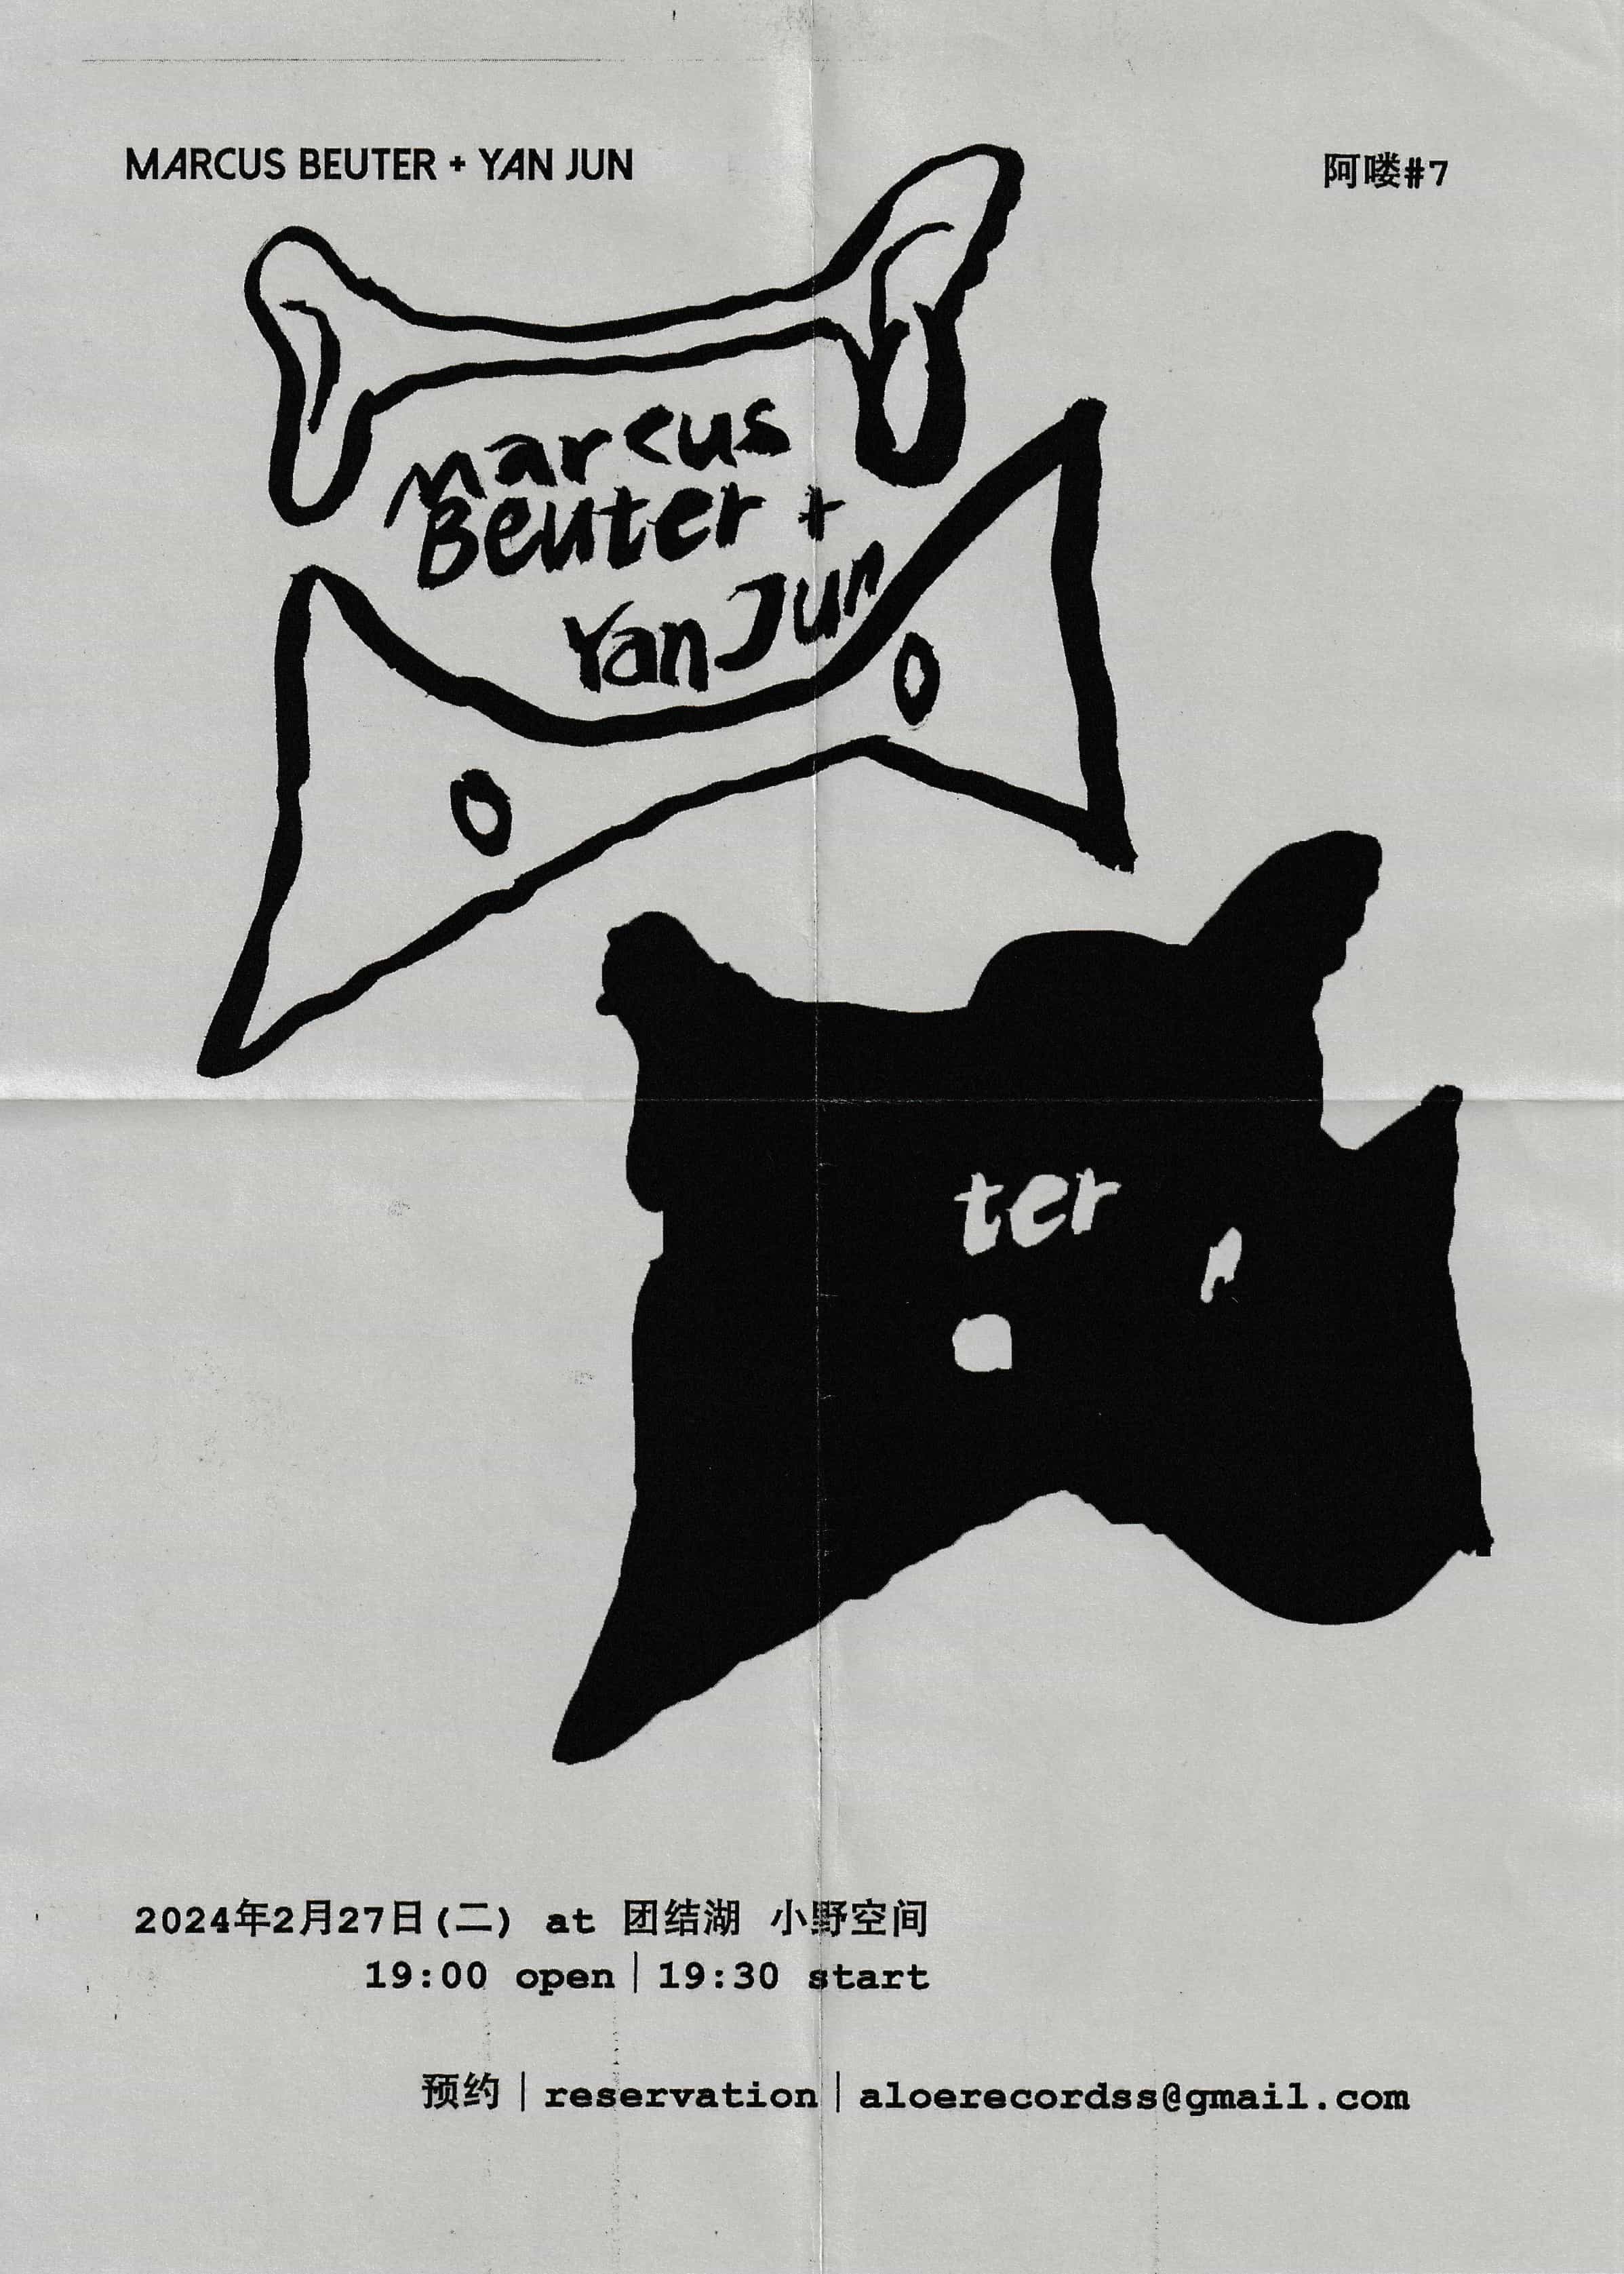 MARCUS BEUTER + YAN JUN
阿喽#7
Marcus
Beuter +
Yan Jun
ter
n
2024年2月27日(二) at 团结湖 小野空间
19:00 open|19:30 start
预约|reservation|aloerecordss@gmail.com